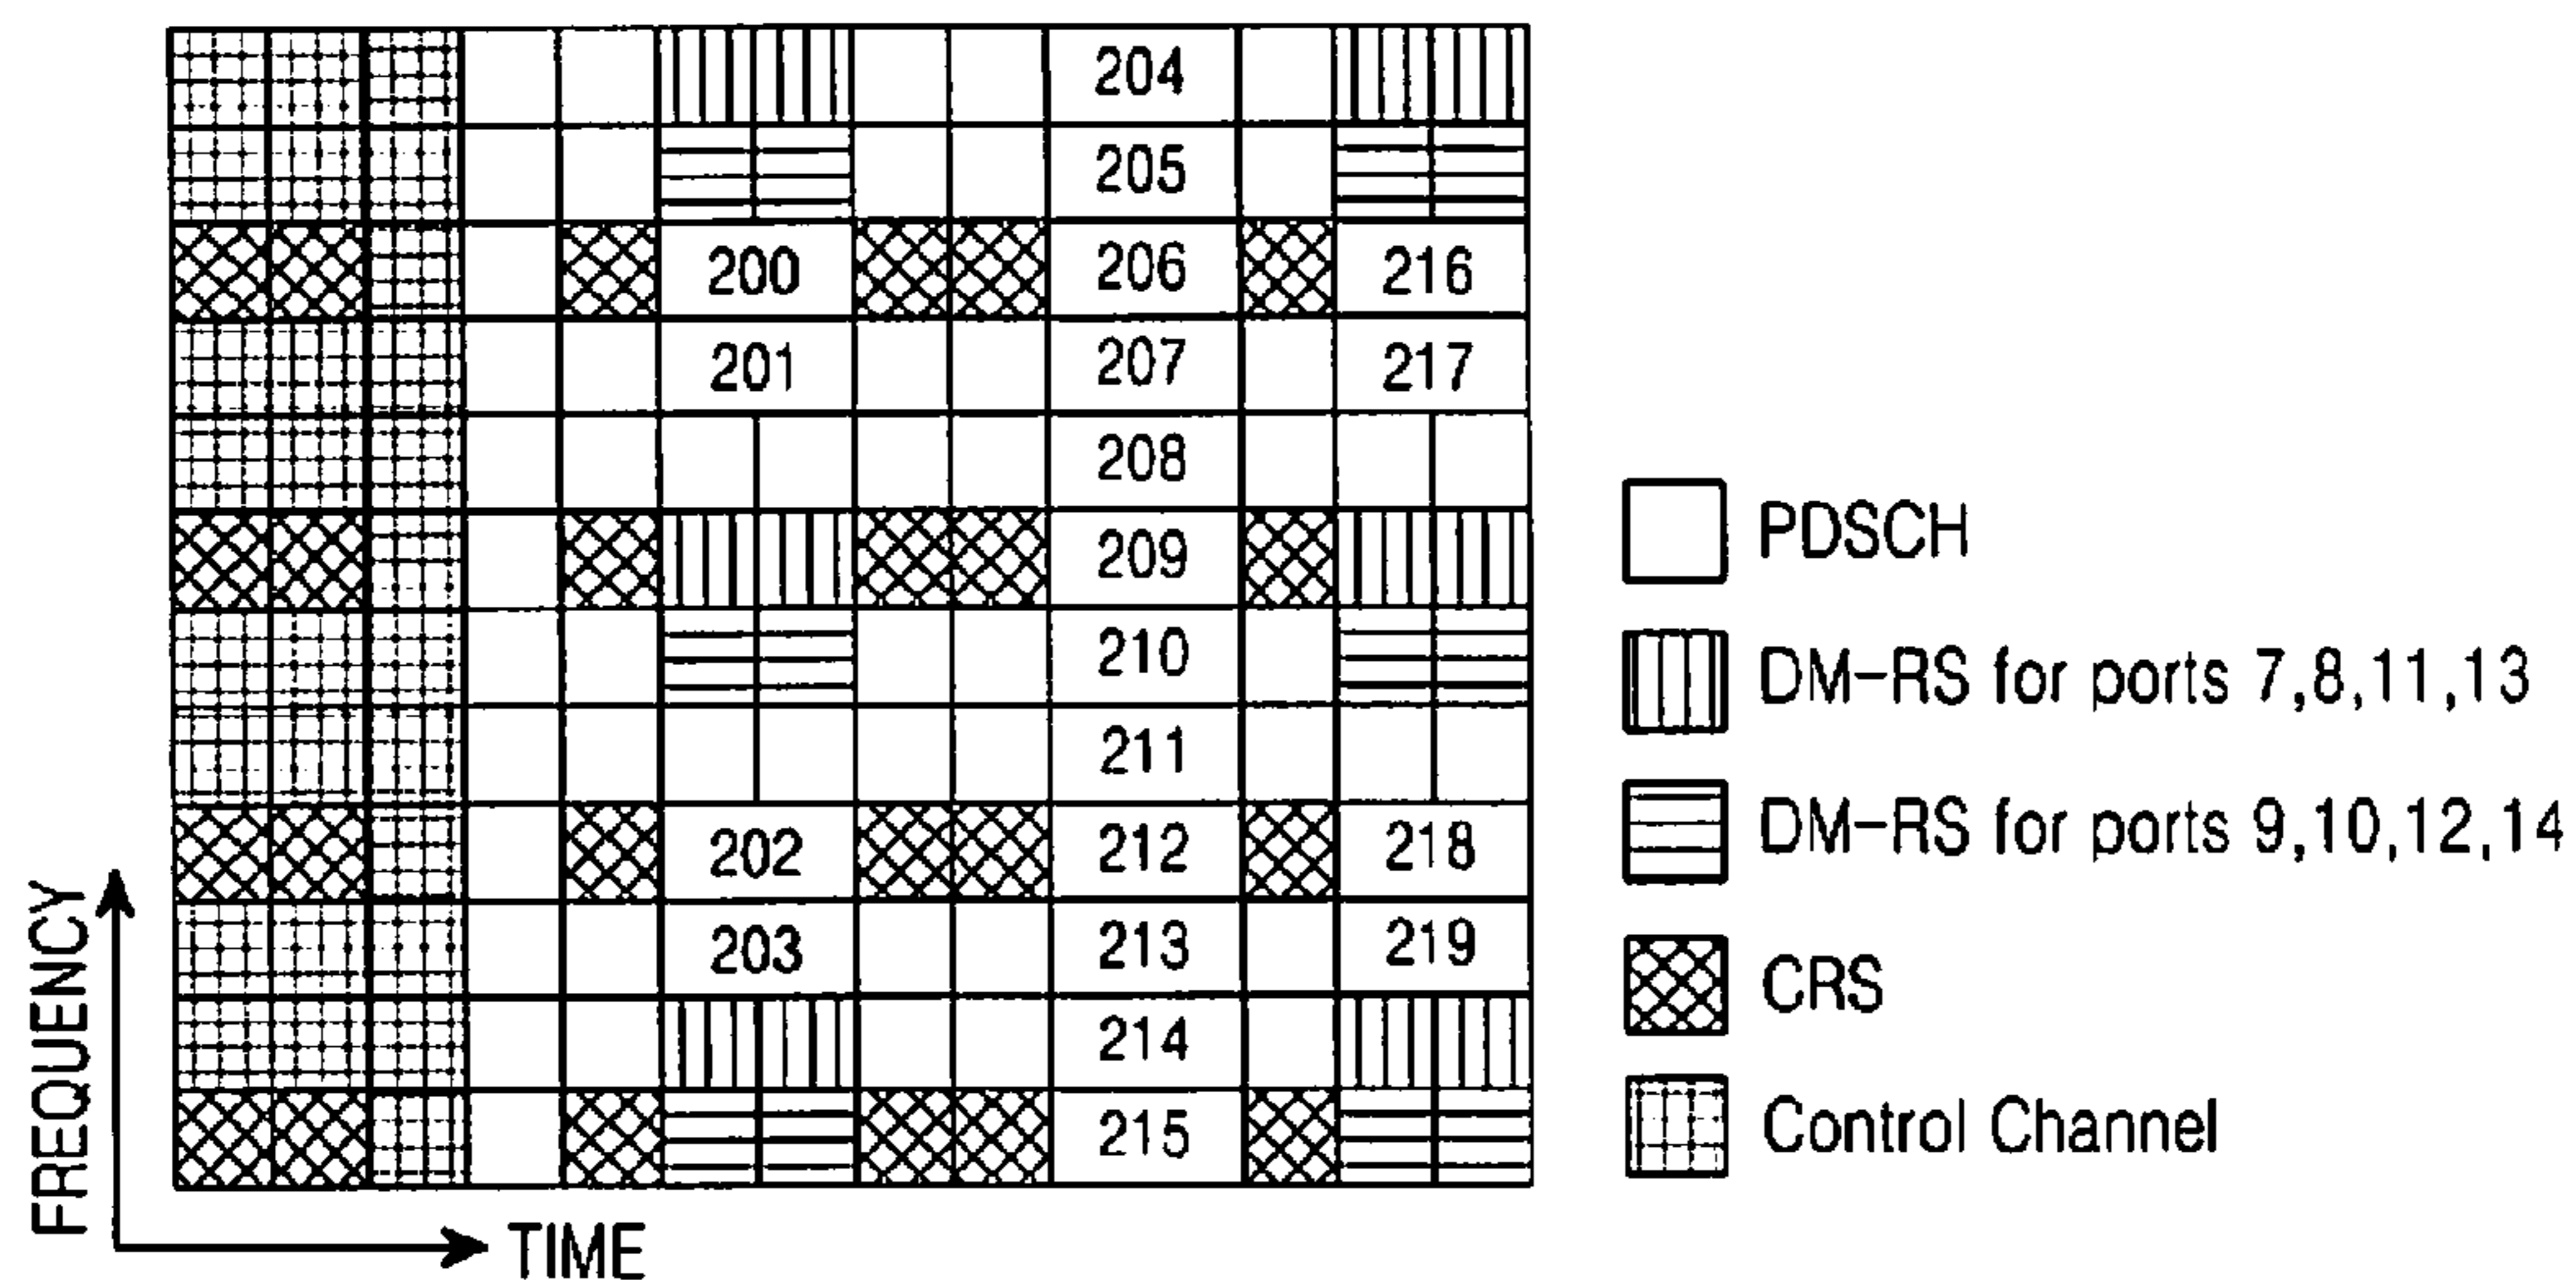 204
205
200 206 216
201 207 217
208
209
210
211
202 212 218
203 213 219
214
215
FREQUENCY
TIME
PDSCH
DM-RS for ports 7,8,11,13
DM-RS for ports 9,10,12,14
CRS
Control Channel